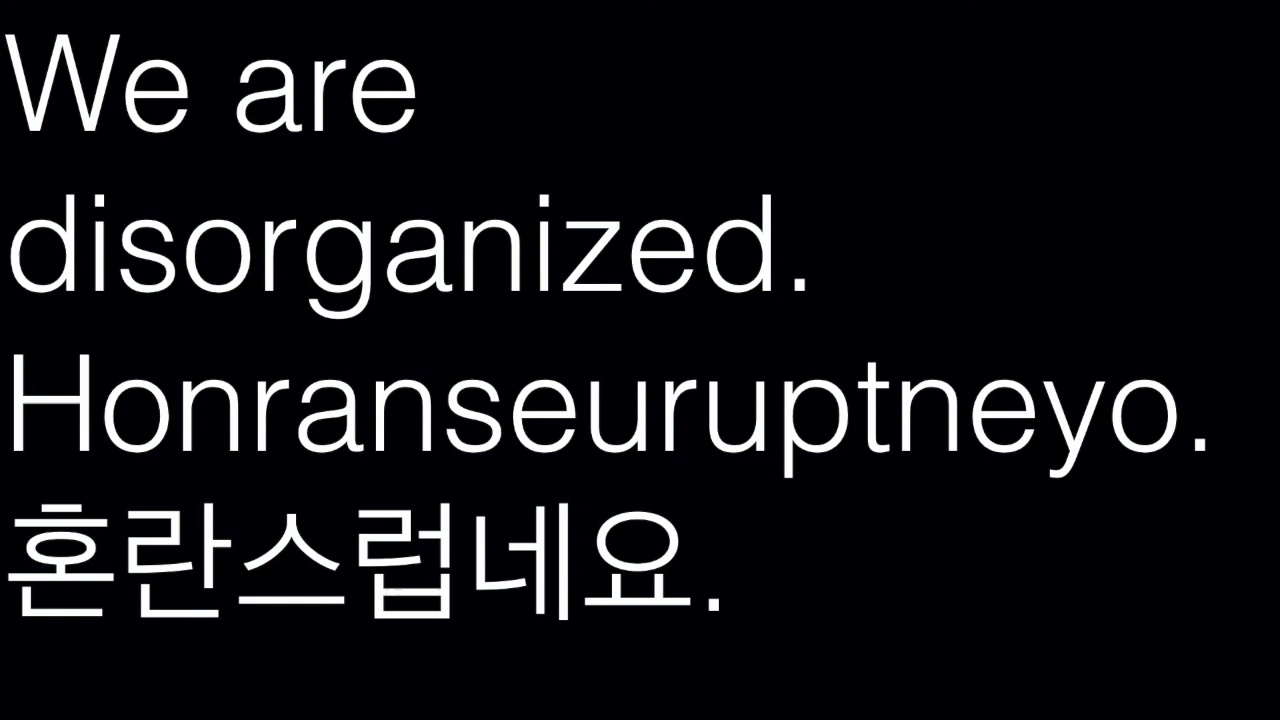 We are
disorganized.
Honranseuruptneyo.
혼란스럽네요.